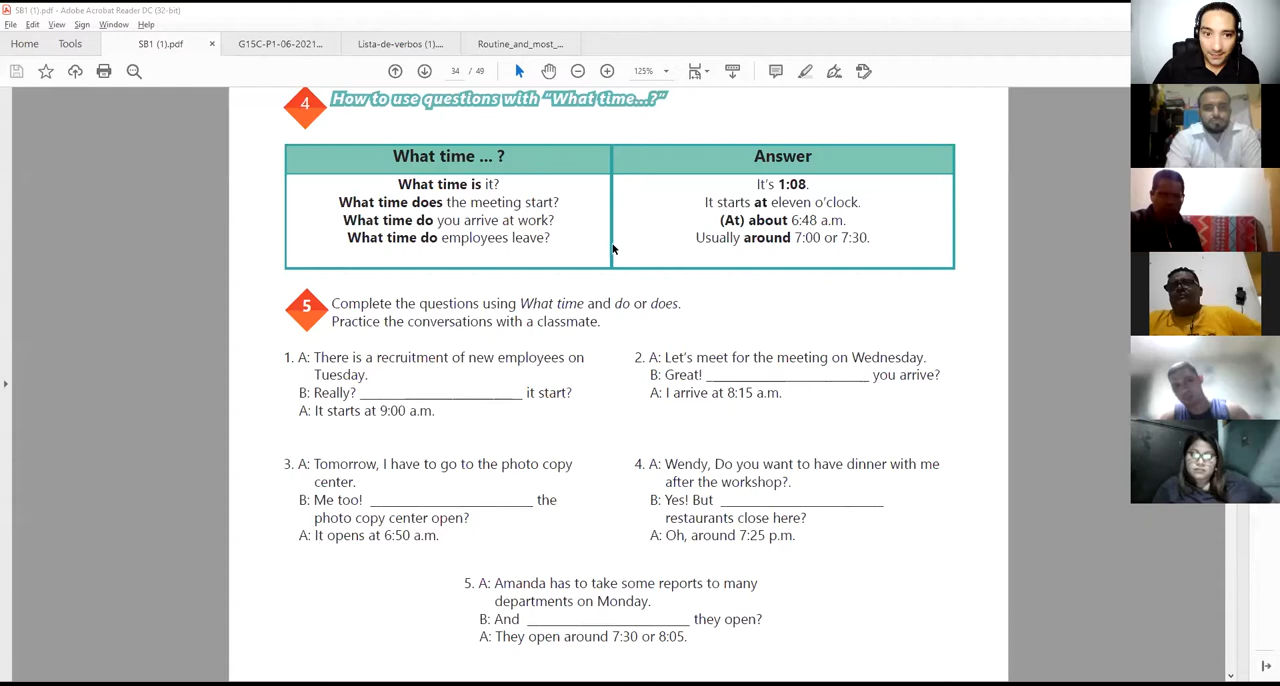 SB1 (1).pdf - Adobe Acrobat Reader DC (32-bit)
File Edit View Sign Window Help
Home Tools SB1 (1).pdf × G15C-P1-06-2021... Lista-de-verbos (1).... Routine_and_most_...
34 / 49 125%
4 How to use questions with “What time...?”
What time ... ? Answer
What time is it? It's 1:08.
What time does the meeting start? It starts at eleven o'clock.
What time do you arrive at work? (At) about 6:48 a.m.
What time do employees leave? Usually around 7:00 or 7:30.
5 Complete the questions using What time and do or does.
Practice the conversations with a classmate.
1. A: There is a recruitment of new employees on
Tuesday.
B: Really? ____________________ it start?
A: It starts at 9:00 a.m.
2. A: Let's meet for the meeting on Wednesday.
B: Great! ____________________ you arrive?
A: I arrive at 8:15 a.m.
3. A: Tomorrow, I have to go to the photo copy
center.
B: Me too! ____________________ the
photo copy center open?
A: It opens at 6:50 a.m.
4. A: Wendy, Do you want to have dinner with me
after the workshop?.
B: Yes! But ____________________
restaurants close here?
A: Oh, around 7:25 p.m.
5. A: Amanda has to take some reports to many
departments on Monday.
B: And ____________________ they open?
A: They open around 7:30 or 8:05.